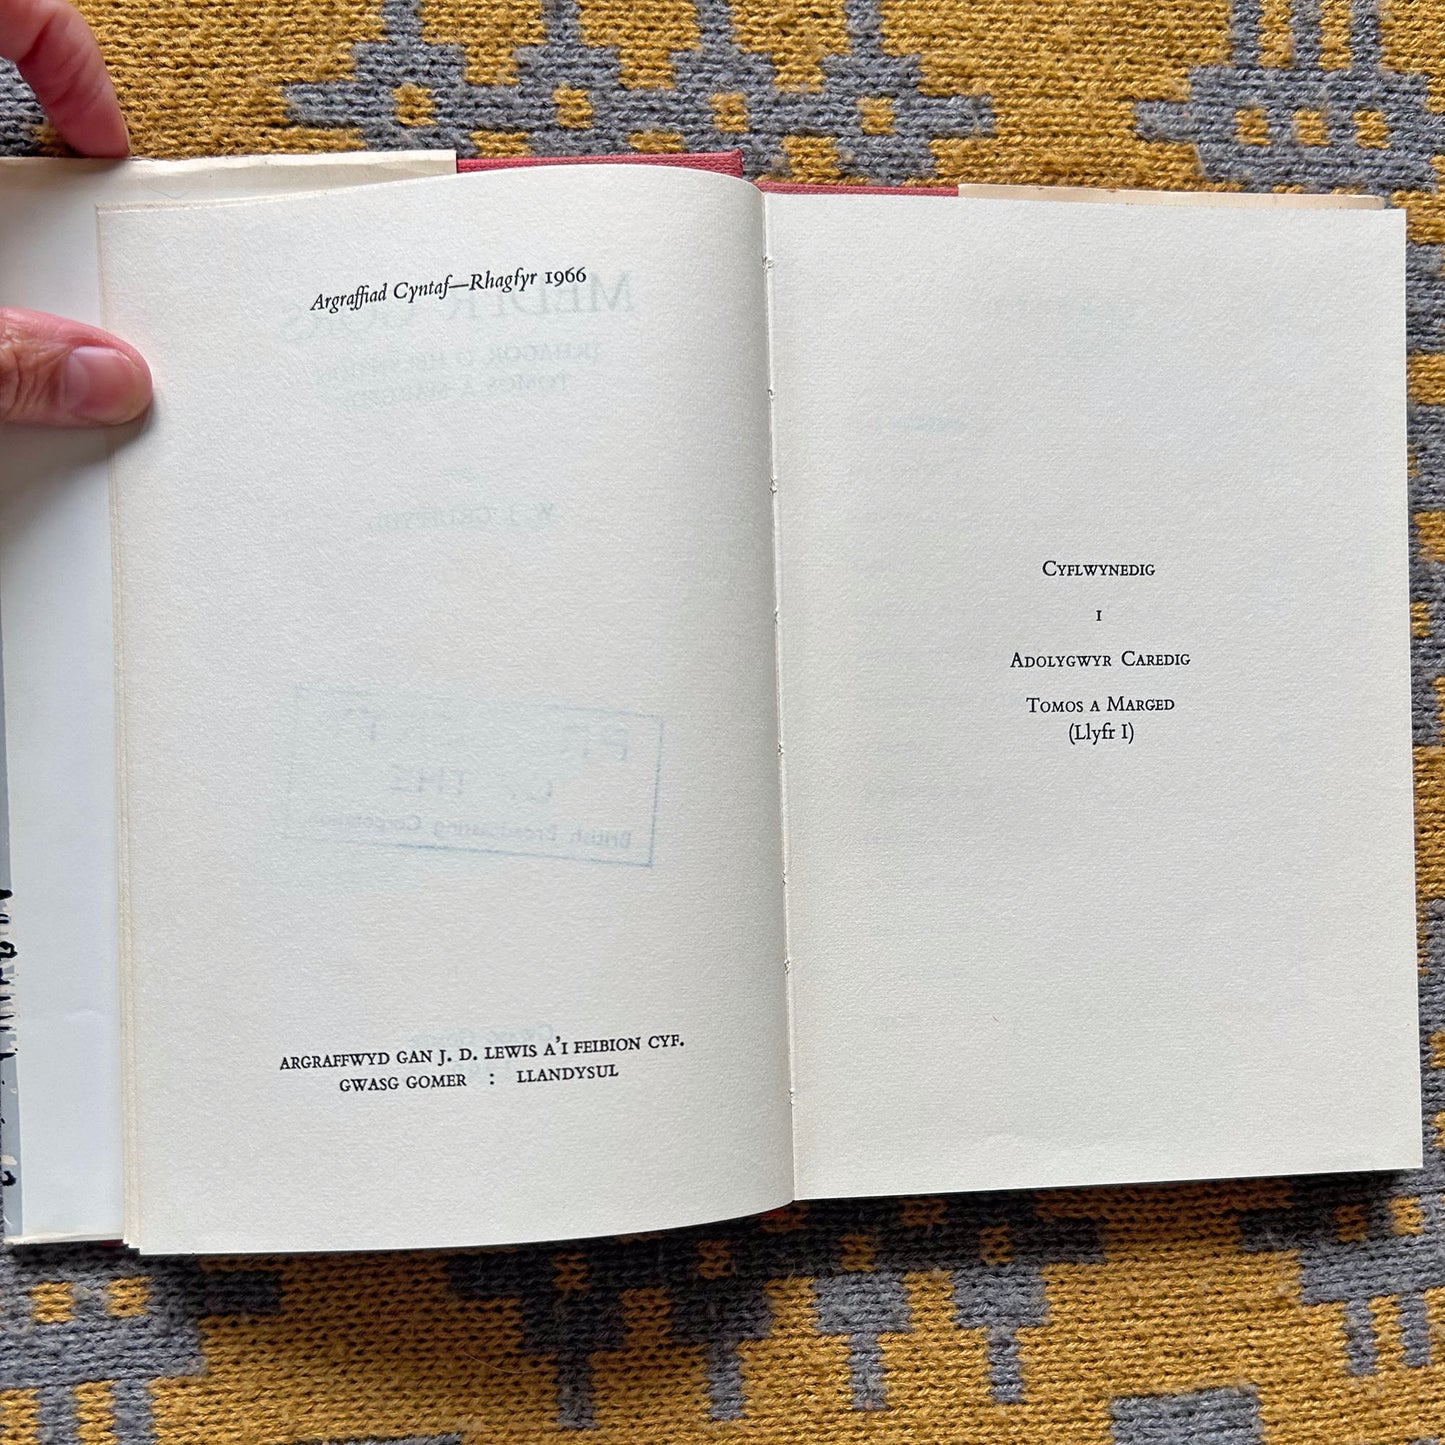 Argraffiad Cyntaf—Rhagfyr 1966
ARGRAFFWYD GAN J. D. LEWIS A'I FEIBION CYF.
GWASG GOMER : LLANDYSUL
CYFLWYNEDIG
I
ADOLYGWYR CAREDIG
TOMOS A MARGED
(Llyfr I)